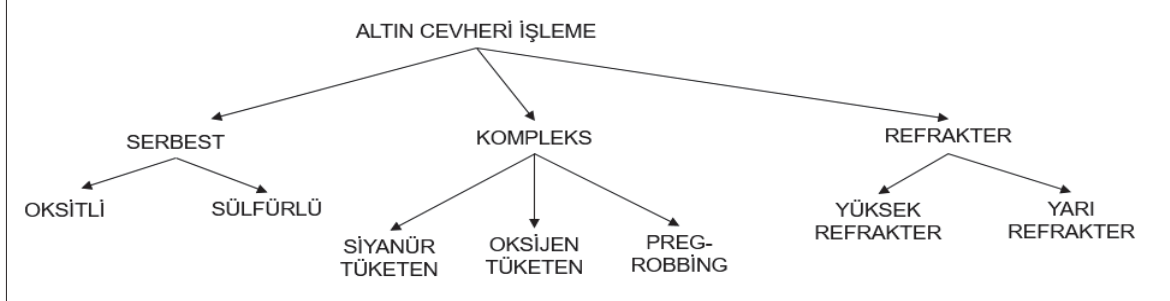 ALTIN CEVHERİ İŞLEME
SERBEST
KOMPLEKS
REFRAKTER
OKSİTLİ
SÜLFÜRLÜ
SİYANÜR
TÜKETEN
OKSİJEN
TÜKETEN
PREG-
ROBBİNG
YÜKSEK
REFRAKTER
YARI
REFRAKTER